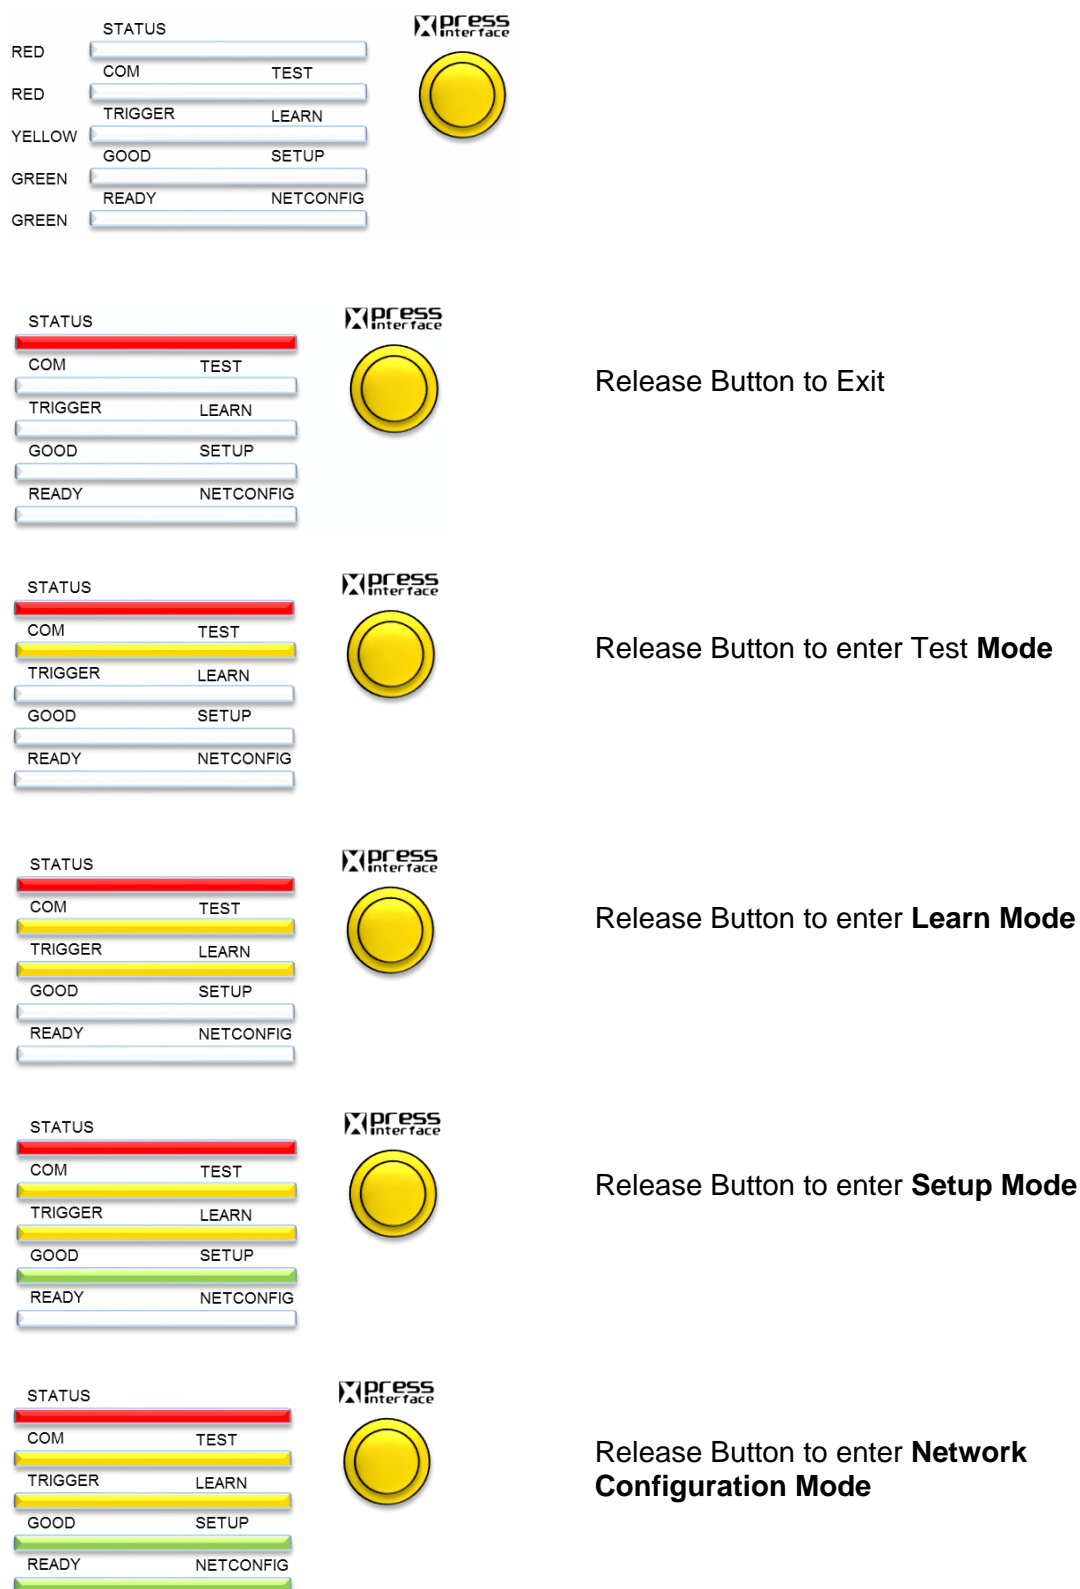 STATUS
Xpress
interface
RED
COM TEST
RED
TRIGGER LEARN
YELLOW
GOOD SETUP
GREEN
READY NETCONFIG
GREEN
STATUS
Xpress
interface
COM TEST
Release Button to Exit
TRIGGER LEARN
GOOD SETUP
READY NETCONFIG
STATUS
Xpress
interface
COM TEST
Release Button to enter Test Mode
TRIGGER LEARN
GOOD SETUP
READY NETCONFIG
STATUS
Xpress
interface
COM TEST
Release Button to enter Learn Mode
TRIGGER LEARN
GOOD SETUP
READY NETCONFIG
STATUS
Xpress
interface
COM TEST
Release Button to enter Setup Mode
TRIGGER LEARN
GOOD SETUP
READY NETCONFIG
STATUS
Xpress
interface
COM TEST
Release Button to enter Network
Configuration Mode
TRIGGER LEARN
GOOD SETUP
READY NETCONFIG